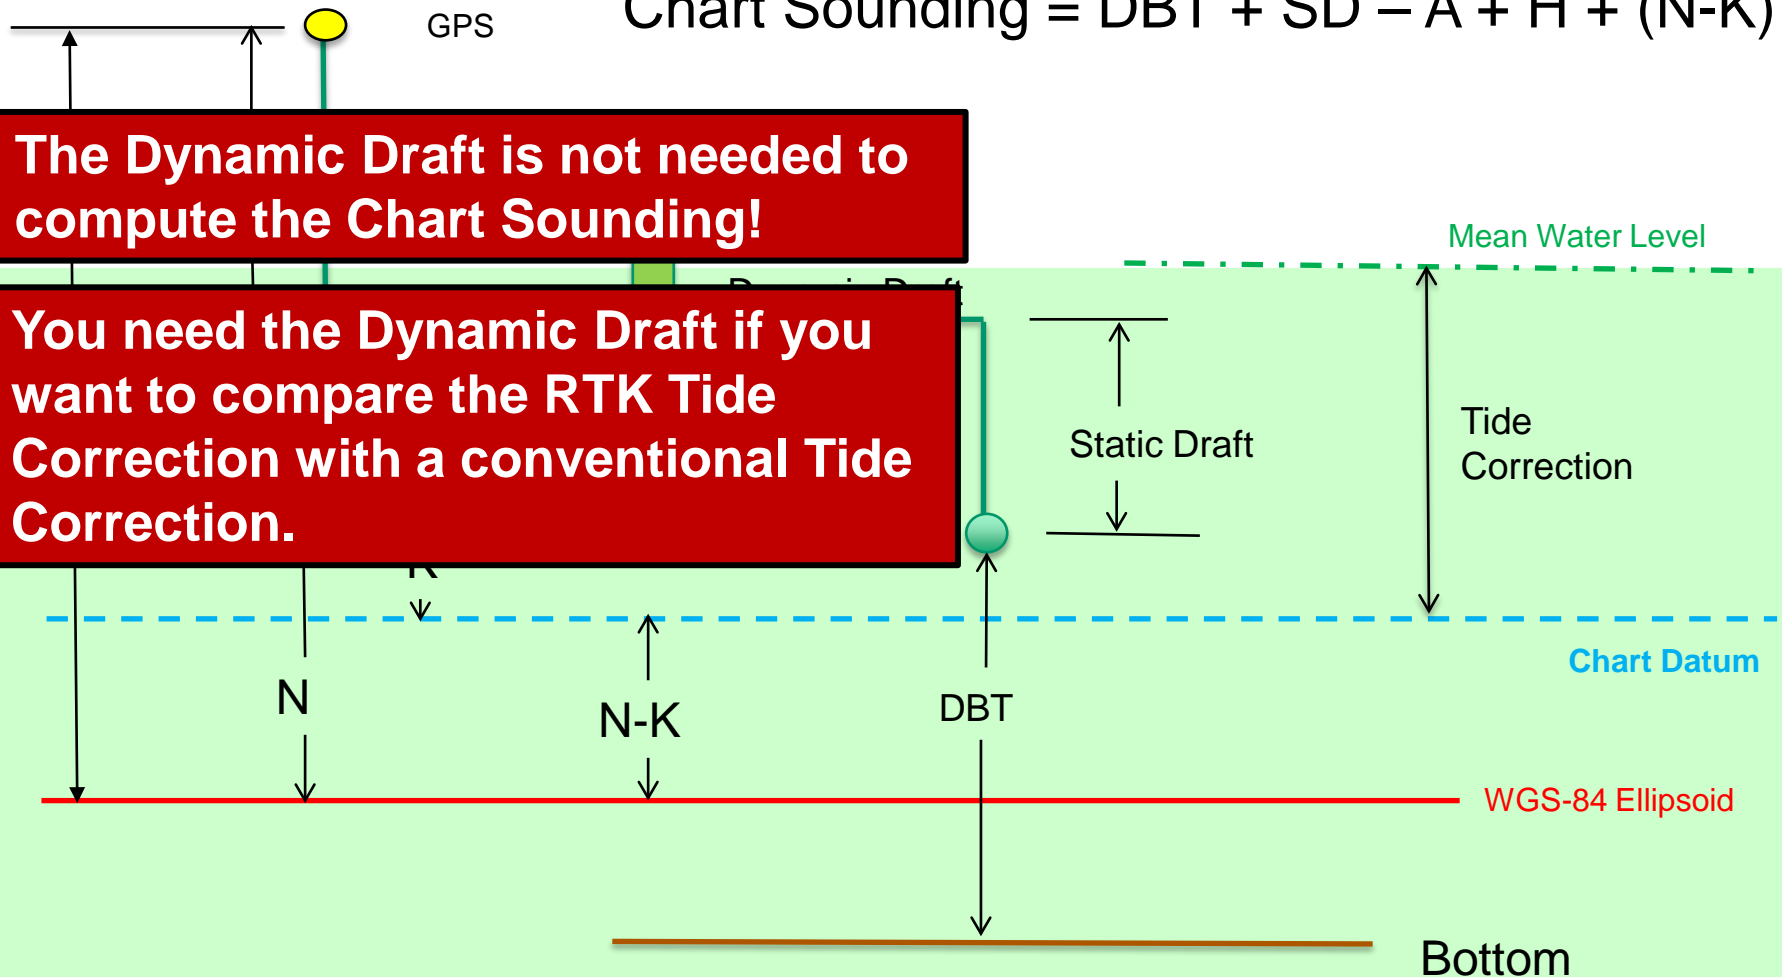 Chart Sounding = DBT + SD – A + H + (N-K)
GPS
The Dynamic Draft is not needed to
compute the Chart Sounding!
Mean Water Level
Dynamic Draft
You need the Dynamic Draft if you
want to compare the RTK Tide
Correction with a conventional Tide
Correction.
Static Draft
Tide
Correction
K
Chart Datum
N
N-K
DBT
WGS-84 Ellipsoid
Bottom